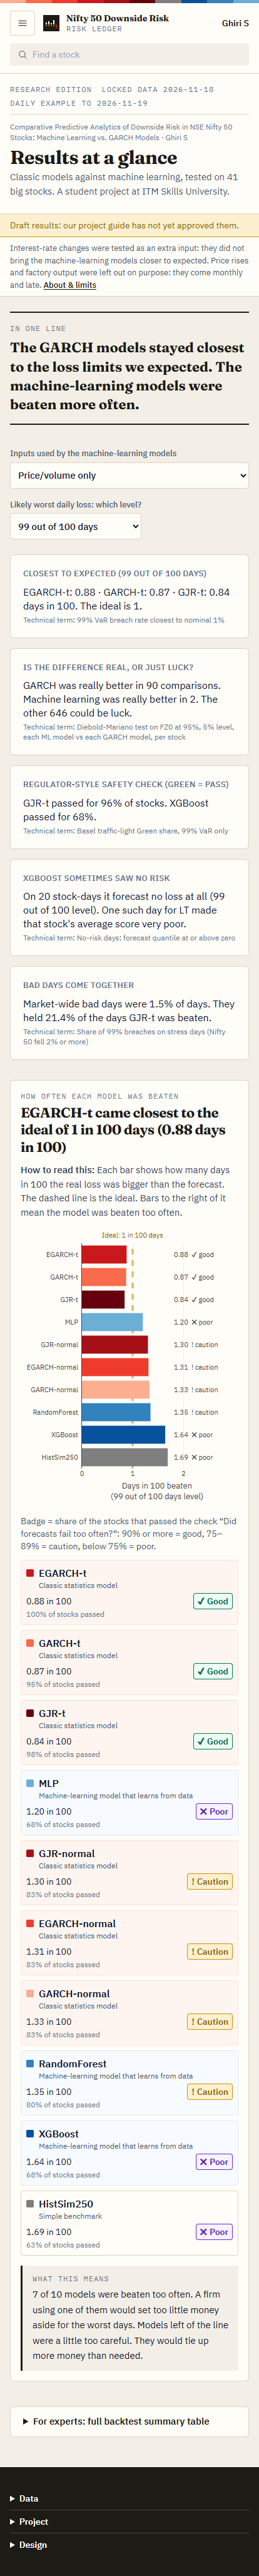 Nifty 50 Downside Risk
RISK LEDGER
Ghiri S
Find a stock
RESEARCH EDITION LOCKED DATA 2026-11-18
DAILY EXAMPLE TO 2026-11-19
Comparative Predictive Analytics of Downside Risk in NSE Nifty 50
Stocks: Machine Learning vs. GARCH Models · Ghiri S
Results at a glance
Classic models against machine learning, tested on 41
big stocks. A student project at ITM Skills University.
Draft results: our project guide has not yet approved them.
Interest-rate changes were tested as an extra input: they did not
bring the machine-learning models closer to expected. Price rises
and factory output were left out on purpose: they come monthly
and late. About & limits
IN ONE LINE
The GARCH models stayed closest
to the loss limits we expected. The
machine-learning models were
beaten more often.
Inputs used by the machine-learning models
Price/volume only
Likely worst daily loss: which level?
99 out of 100 days
CLOSEST TO EXPECTED (99 OUT OF 100 DAYS)
EGARCH-t: 0.88 · GARCH-t: 0.87 · GJR-t: 0.84
days in 100. The ideal is 1.
Technical term: 99% VaR breach rate closest to nominal 1%
IS THE DIFFERENCE REAL, OR JUST LUCK?
GARCH was really better in 90 comparisons.
Machine learning was really better in 2. The
other 646 could be luck.
Technical term: Diebold-Mariano test on FZ0 at 95%, 5% level,
each ML model vs each GARCH model, per stock
REGULATOR-STYLE SAFETY CHECK (GREEN = PASS)
GJR-t passed for 96% of stocks. XGBoost
passed for 68%.
Technical term: Basel traffic-light Green share, 99% VaR only
XGBOOST SOMETIMES SAW NO RISK
On 20 stock-days it forecast no loss at all (99
out of 100 level). One such day for LT made
that stock's average score very poor.
Technical term: No-risk days: forecast quantile at or above zero
BAD DAYS COME TOGETHER
Market-wide bad days were 1.5% of days. They
held 21.4% of the days GJR-t was beaten.
Technical term: Share of 99% breaches on stress days (Nifty
50 fell 2% or more)
HOW OFTEN EACH MODEL WAS BEATEN
EGARCH-t came closest to the
ideal of 1 in 100 days (0.88 days
in 100)
How to read this: Each bar shows how many days
in 100 the real loss was bigger than the forecast.
The dashed line is the ideal. Bars to the right of it
mean the model was beaten too often.
Ideal: 1 in 100 days
EGARCH-t 0.88 ✓ good
GARCH-t 0.87 ✓ good
GJR-t 0.84 ✓ good
MLP 1.20 ✕ poor
GJR-normal 1.30 ! caution
EGARCH-normal 1.31 ! caution
GARCH-normal 1.33 ! caution
RandomForest 1.35 ! caution
XGBoost 1.64 ✕ poor
HistSim250 1.69 ✕ poor
0 1 2
Days in 100 beaten
(99 out of 100 days level)
Badge = share of the stocks that passed the check "Did
forecasts fail too often?": 90% or more = good, 75–
89% = caution, below 75% = poor.
EGARCH-t
Classic statistics model
0.88 in 100
✓ Good
100% of stocks passed
GARCH-t
Classic statistics model
0.87 in 100
✓ Good
95% of stocks passed
GJR-t
Classic statistics model
0.84 in 100
✓ Good
98% of stocks passed
MLP
Machine-learning model that learns from data
1.20 in 100
✕ Poor
68% of stocks passed
GJR-normal
Classic statistics model
1.30 in 100
! Caution
83% of stocks passed
EGARCH-normal
Classic statistics model
1.31 in 100
! Caution
83% of stocks passed
GARCH-normal
Classic statistics model
1.33 in 100
! Caution
83% of stocks passed
RandomForest
Machine-learning model that learns from data
1.35 in 100
! Caution
80% of stocks passed
XGBoost
Machine-learning model that learns from data
1.64 in 100
✕ Poor
68% of stocks passed
HistSim250
Simple benchmark
1.69 in 100
✕ Poor
63% of stocks passed
WHAT THIS MEANS
7 of 10 models were beaten too often. A firm
using one of them would set too little money
aside for the worst days. Models left of the line
were a little too careful. They would tie up
more money than needed.
For experts: full backtest summary table
Data
Project
Design